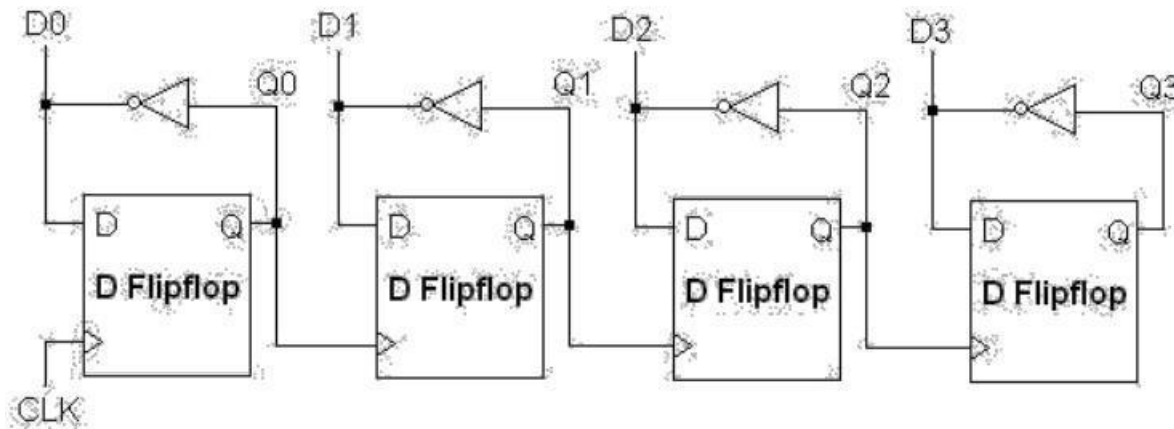 D0 D1 D2 D3
Q0 Q1 Q2 Q3
D Q D Q D Q D Q
D Flipflop D Flipflop D Flipflop D Flipflop
CLK